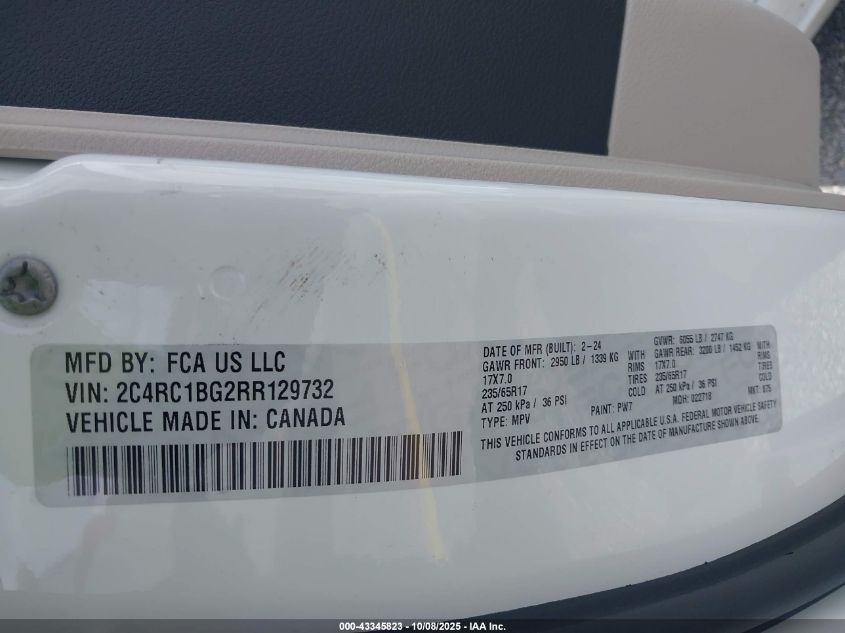 MFD BY: FCA US LLC
VIN: 2C4RC1BG2RR129732
VEHICLE MADE IN: CANADA
DATE OF MFR (BUILT): 2-24 GVWR: 6055 LB / 2747 KG
GAWR FRONT: 2950 LB / 1339 KG WITH GAWR REAR: 3200 LB / 1452 KG WITH
17X7.0 RIMS 17X7.0 RIMS
235/65R17 TIRES 235/65R17 TIRES
AT 250 kPa / 36 PSI AT 250 kPa / 36 PSI
TYPE: MPV PAINT: PW7 MDH: 022718 MKT: 675
THIS VEHICLE CONFORMS TO ALL APPLICABLE U.S.A. FEDERAL MOTOR VEHICLE SAFETY
STANDARDS IN EFFECT ON THE DATE OF MANUFACTURE SHOWN ABOVE.
000-43345823 - 10/08/2025 - IAA Inc.